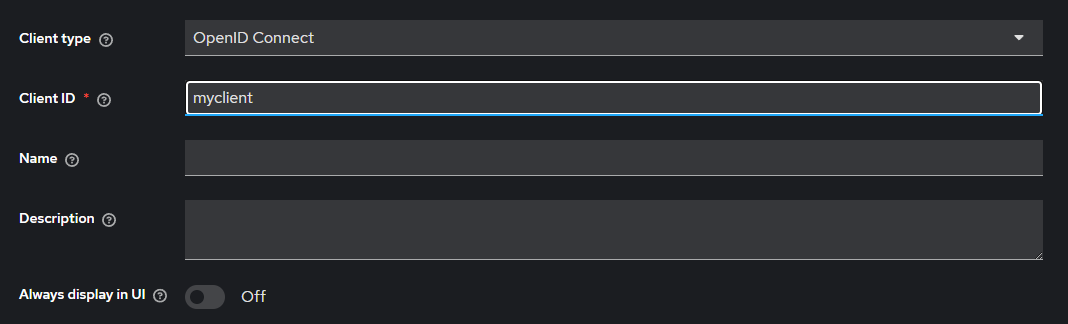 Client type
OpenID Connect
Client ID *
myclient
Name
Description
Always display in UI
Off